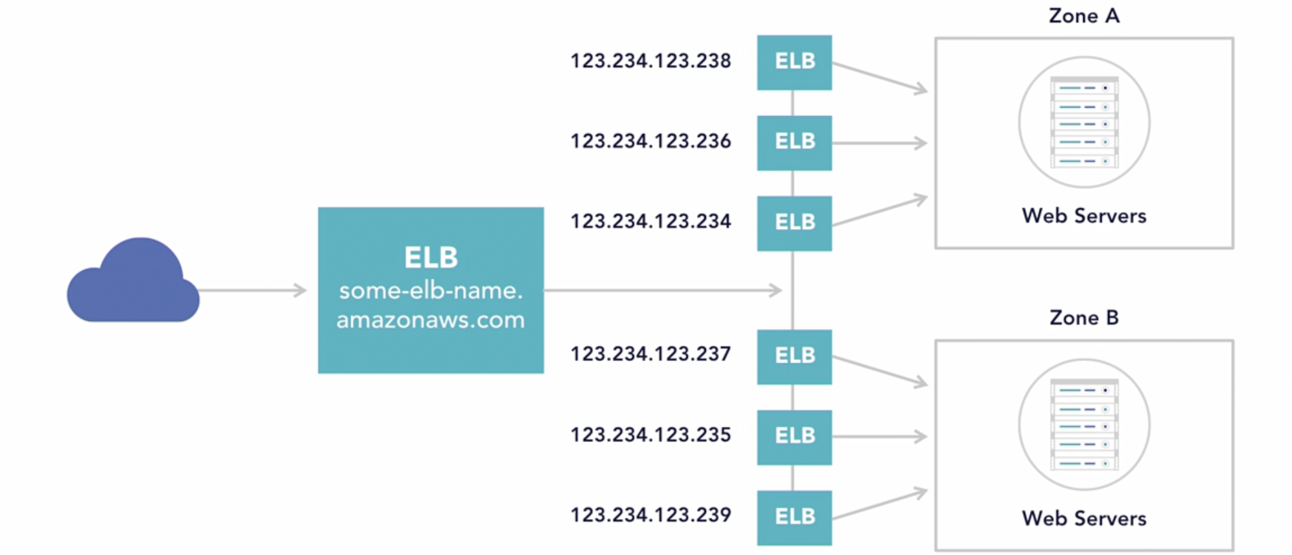 Zone A
123.234.123.238
ELB
123.234.123.236
ELB
123.234.123.234
ELB
Web Servers
ELB
some-elb-name.
amazonaws.com
Zone B
123.234.123.237
ELB
123.234.123.235
ELB
123.234.123.239
ELB
Web Servers